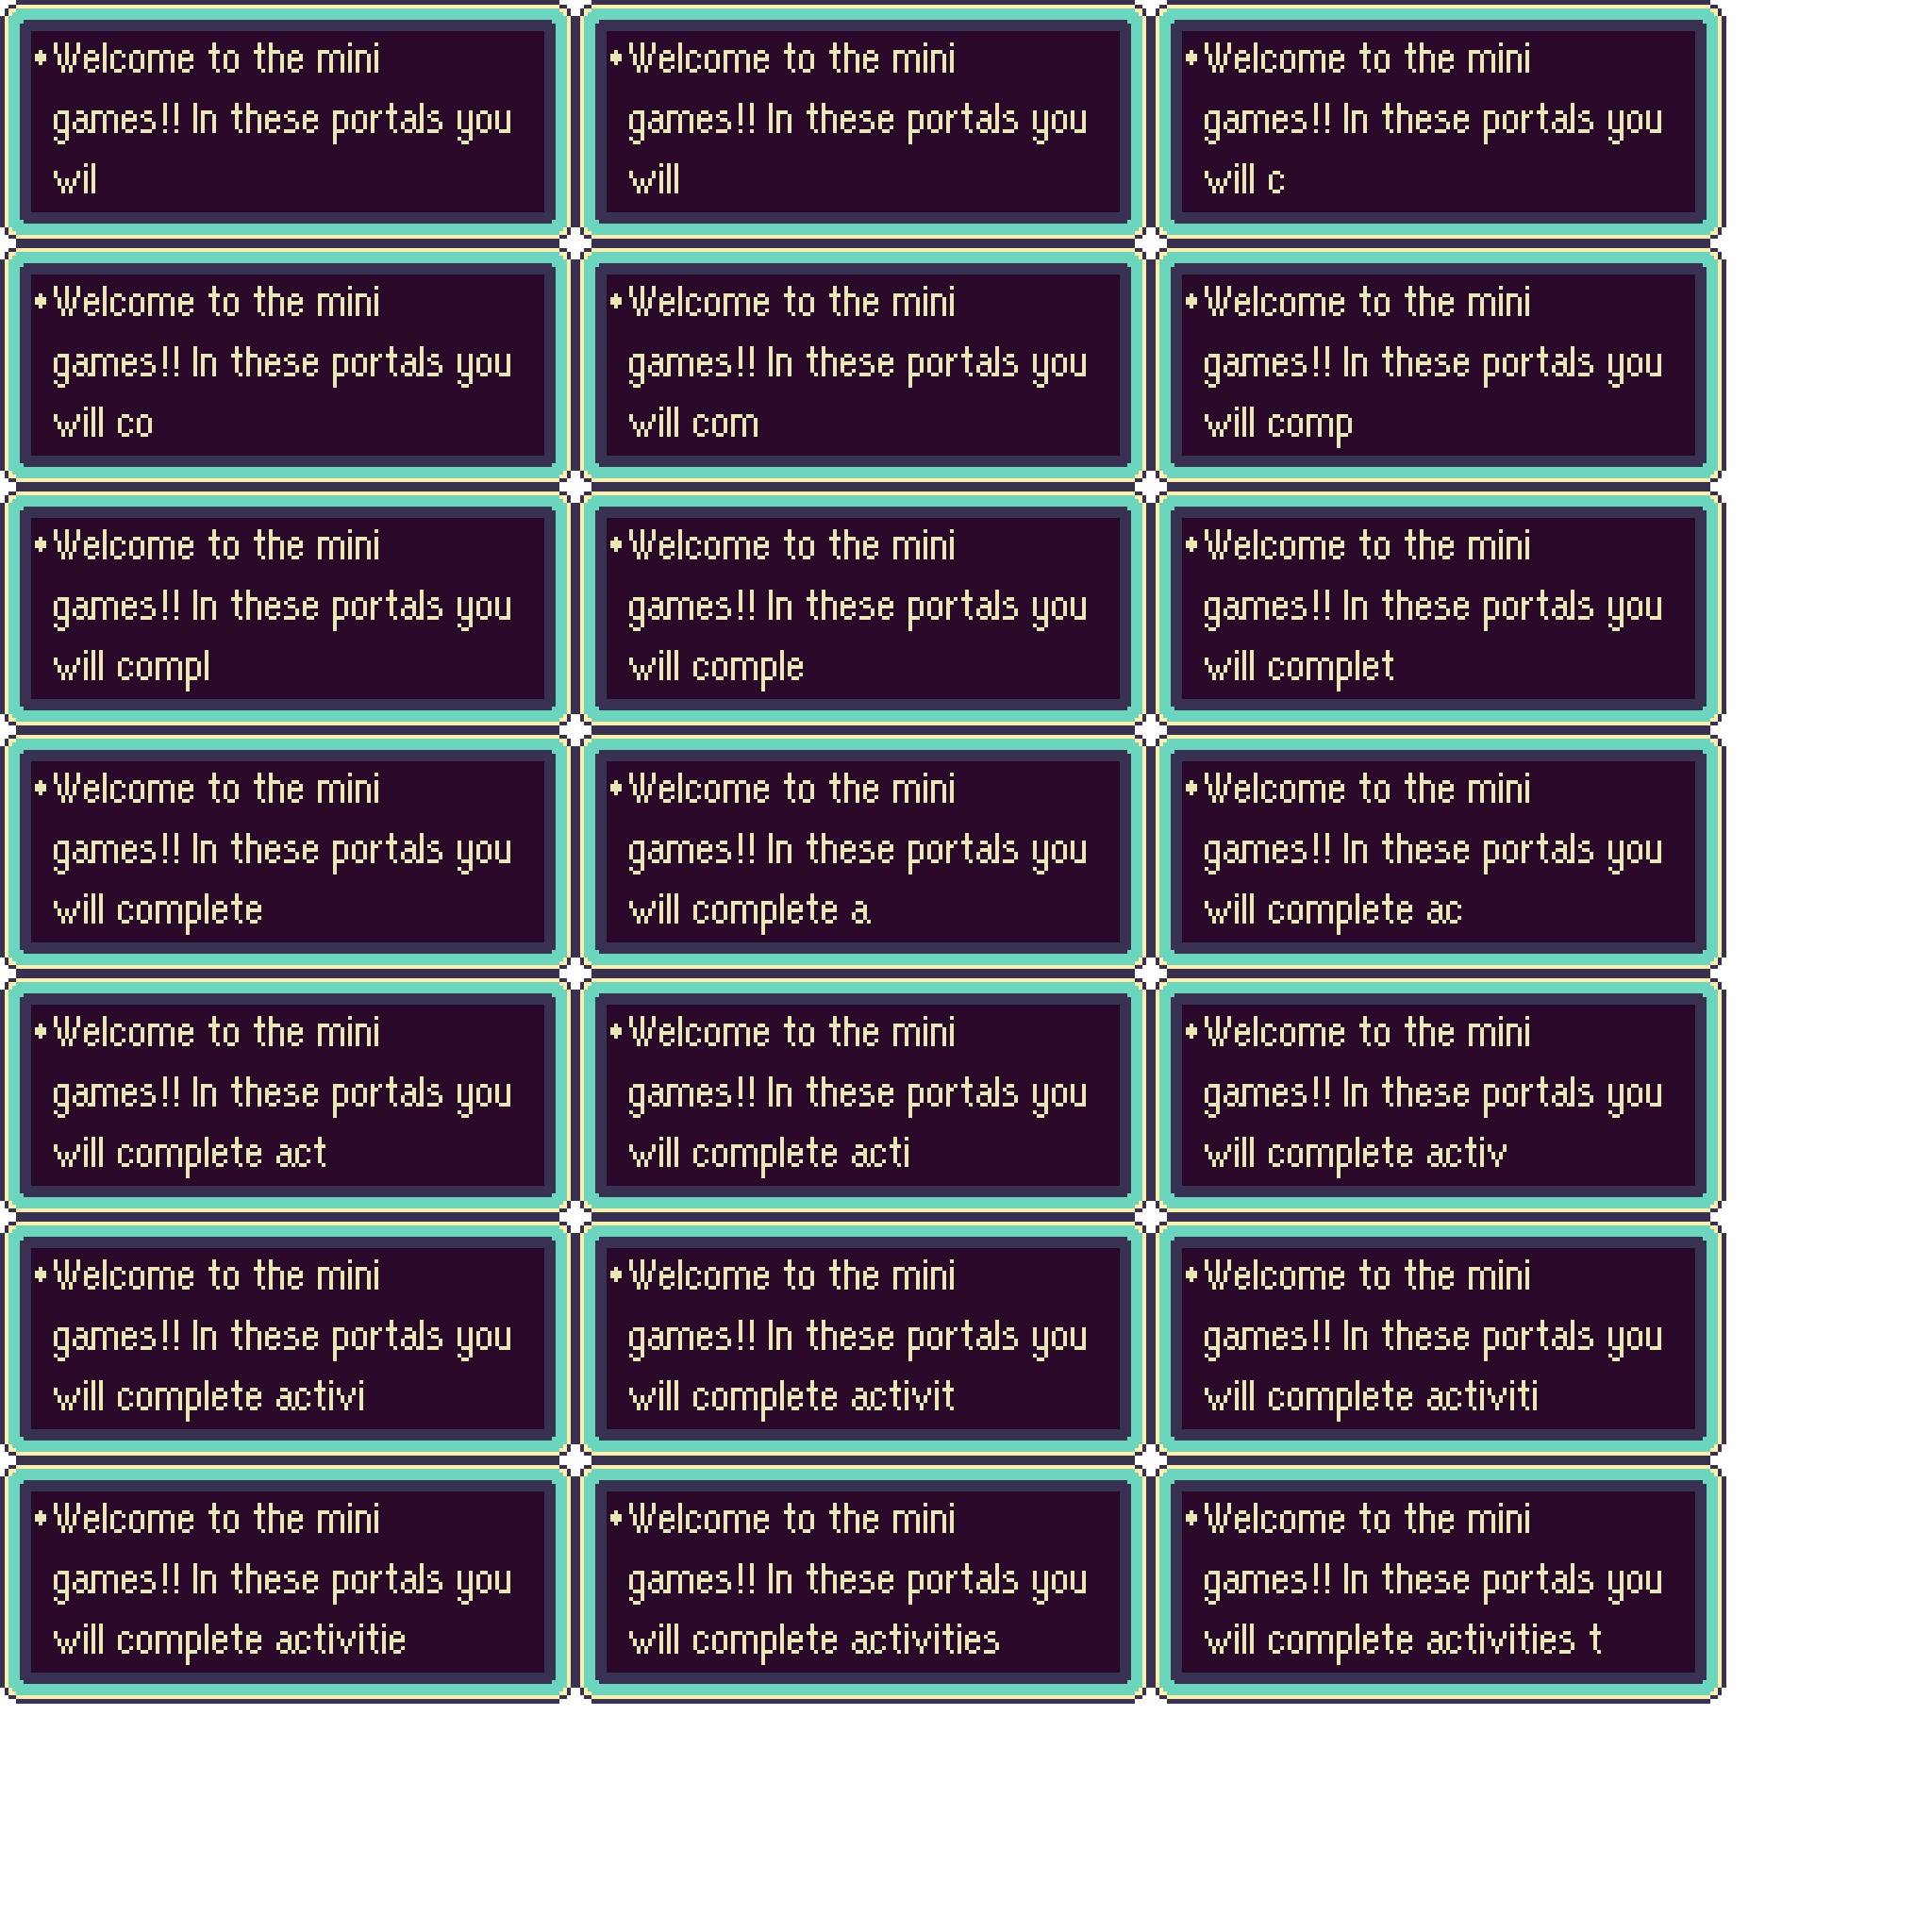 Welcome to the mini
games!! In these portals you
wil
Welcome to the mini
games!! In these portals you
will
Welcome to the mini
games!! In these portals you
will c
Welcome to the mini
games!! In these portals you
will co
Welcome to the mini
games!! In these portals you
will com
Welcome to the mini
games!! In these portals you
will comp
Welcome to the mini
games!! In these portals you
will compl
Welcome to the mini
games!! In these portals you
will comple
Welcome to the mini
games!! In these portals you
will complet
Welcome to the mini
games!! In these portals you
will complete
Welcome to the mini
games!! In these portals you
will complete a
Welcome to the mini
games!! In these portals you
will complete ac
Welcome to the mini
games!! In these portals you
will complete act
Welcome to the mini
games!! In these portals you
will complete acti
Welcome to the mini
games!! In these portals you
will complete activ
Welcome to the mini
games!! In these portals you
will complete activi
Welcome to the mini
games!! In these portals you
will complete activit
Welcome to the mini
games!! In these portals you
will complete activiti
Welcome to the mini
games!! In these portals you
will complete activitie
Welcome to the mini
games!! In these portals you
will complete activities
Welcome to the mini
games!! In these portals you
will complete activities t